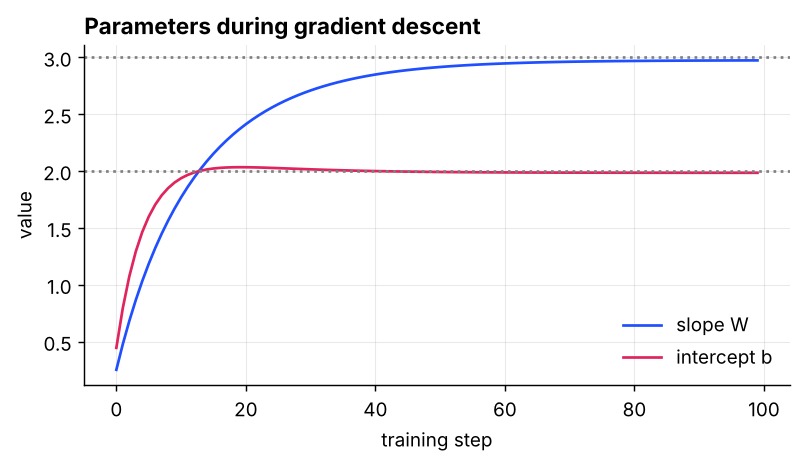 Parameters during gradient descent
3.0
2.5
2.0
1.5
1.0
0.5
value
slope W
intercept b
0 20 40 60 80 100
training step